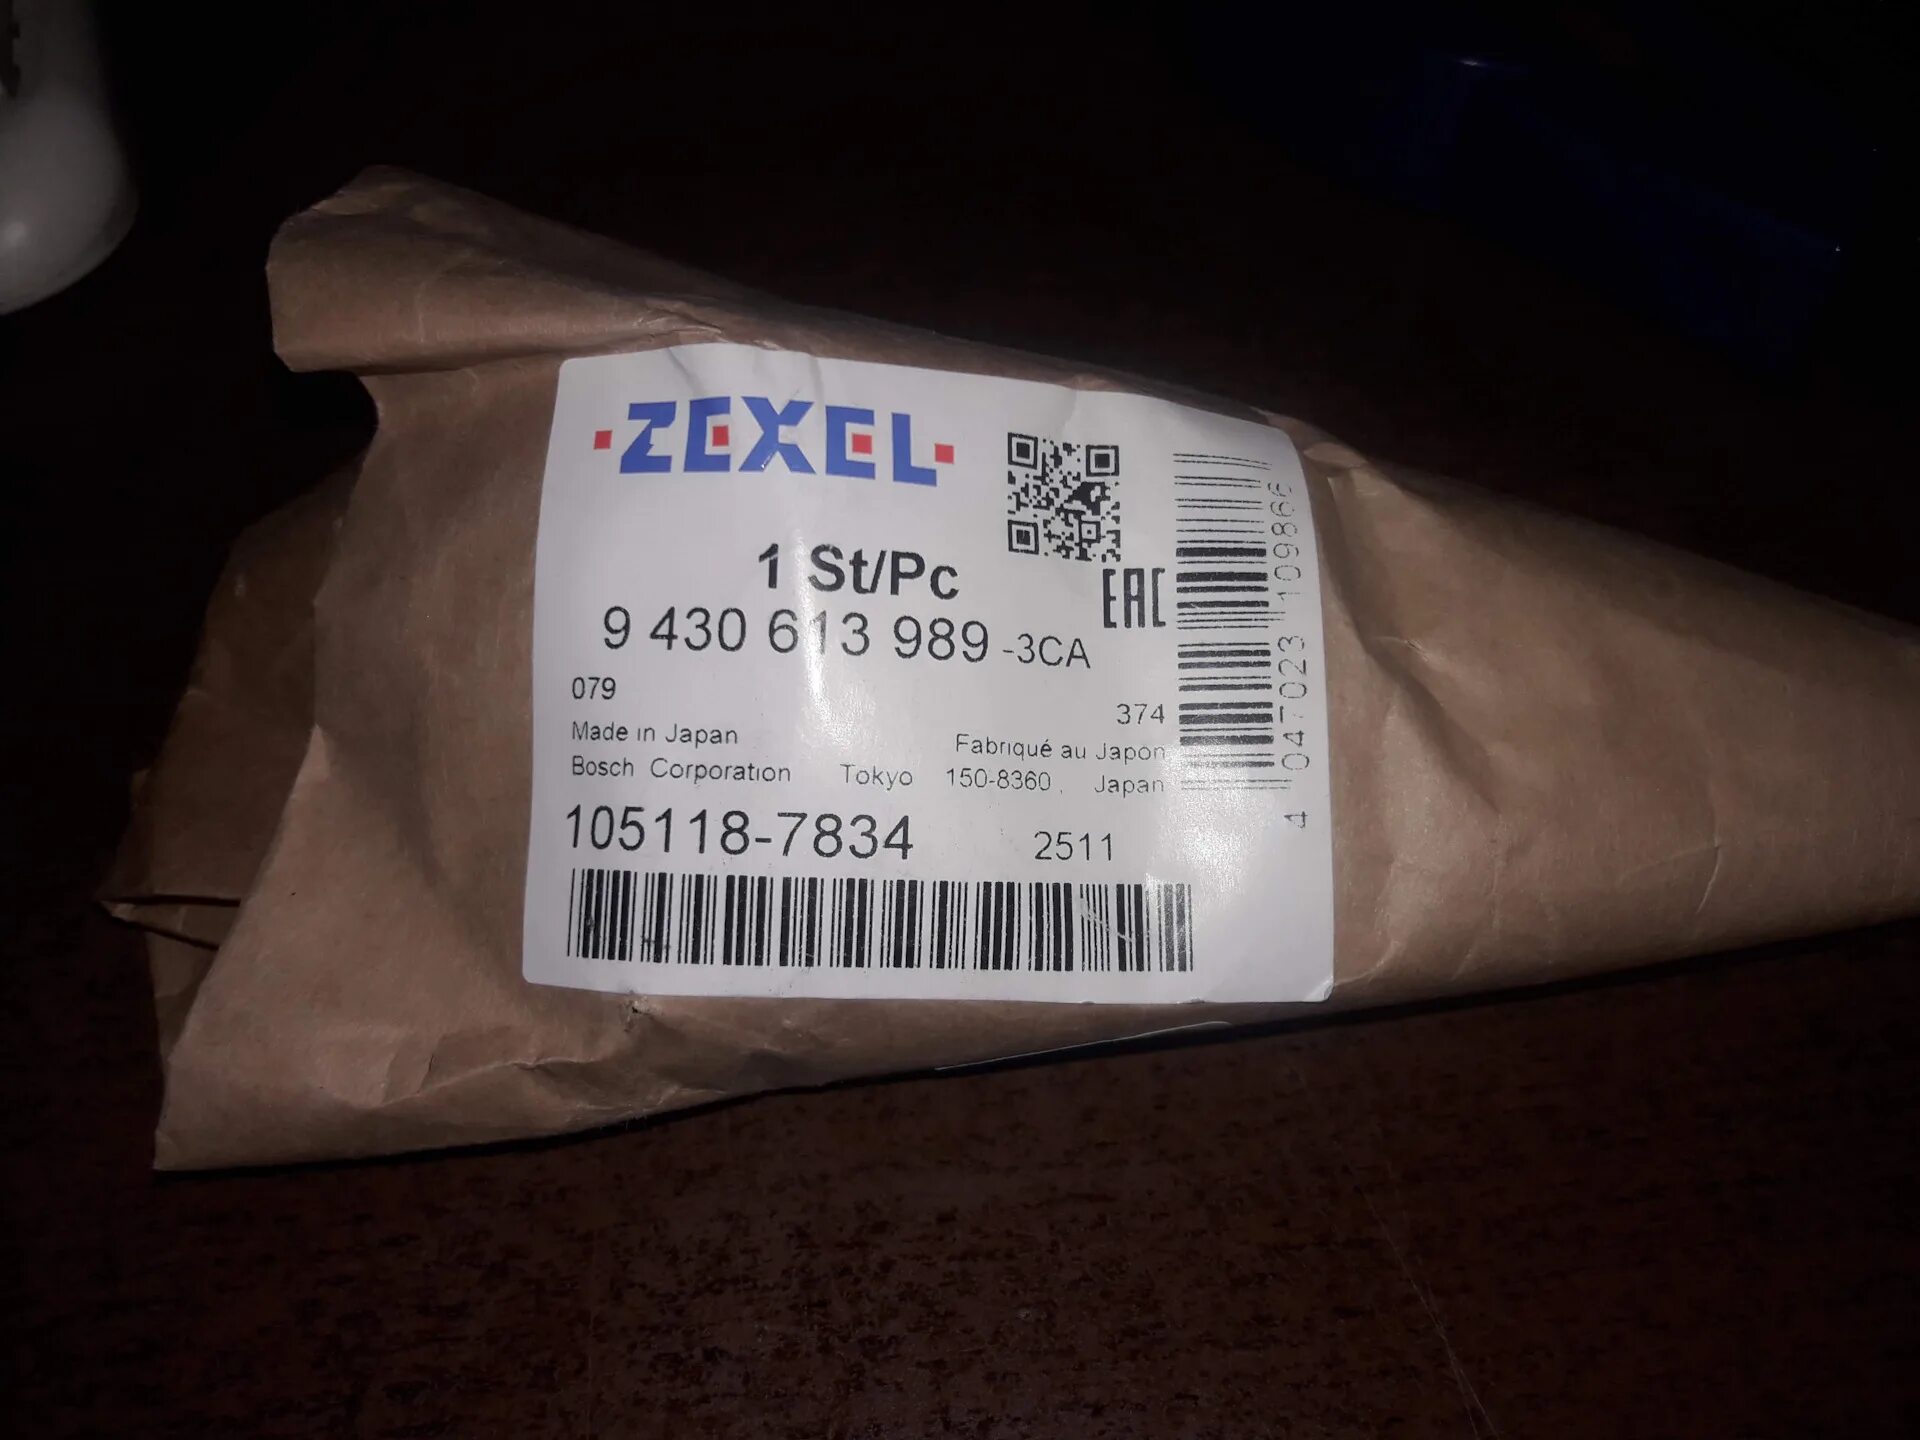 ZEXEL
1 St/Pc
9 430 613 989 -3CA
EAC
079
374
Made in Japan Fabriqué au Japon
Bosch Corporation Tokyo 150-8360, Japan
105118-7834 2511
4 047023 109866